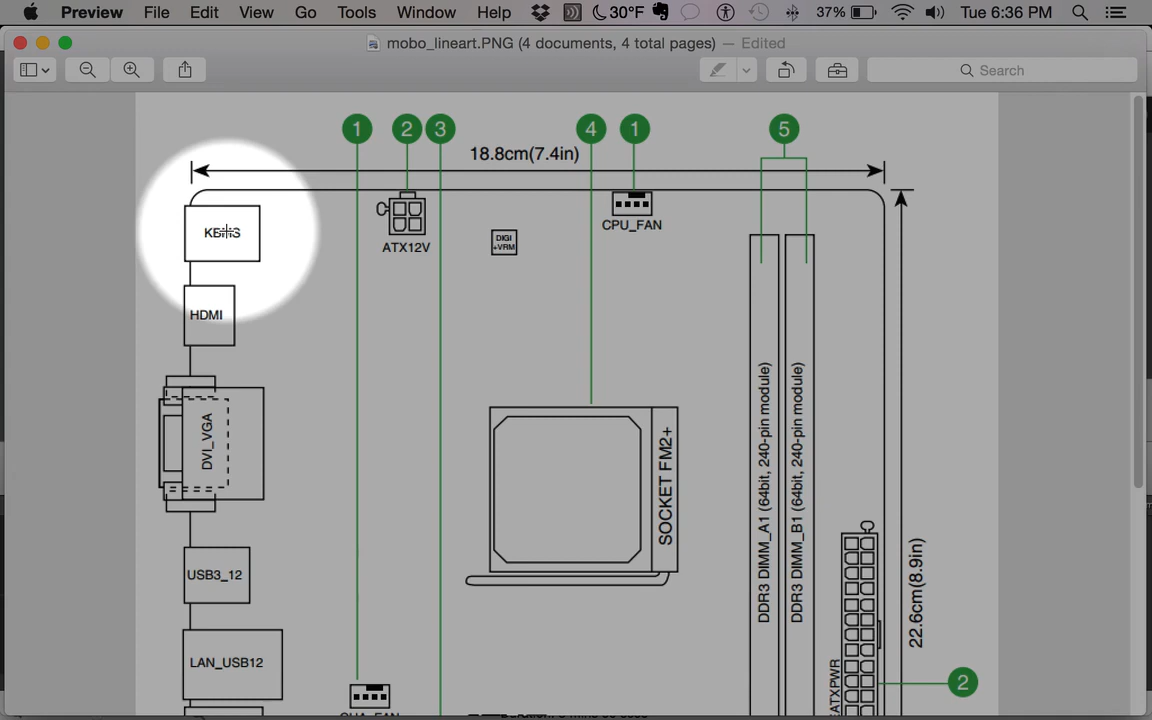 Preview File Edit View Go Tools Window Help 30°F 37% Tue 6:36 PM
mobo_lineart.PNG (4 documents, 4 total pages) — Edited
Search
1 2 3 4 1 5
18.8cm(7.4in)
CPU_FAN
ATX12V
DIGI
+VRM
HDMI
DVI_VGA
SOCKET FM2+
DDR3 DIMM_A1 (64bit, 240-pin module)
DDR3 DIMM_B1 (64bit, 240-pin module)
22.6cm(8.9in)
USB3_12
LAN_USB12
EATXPWR
2